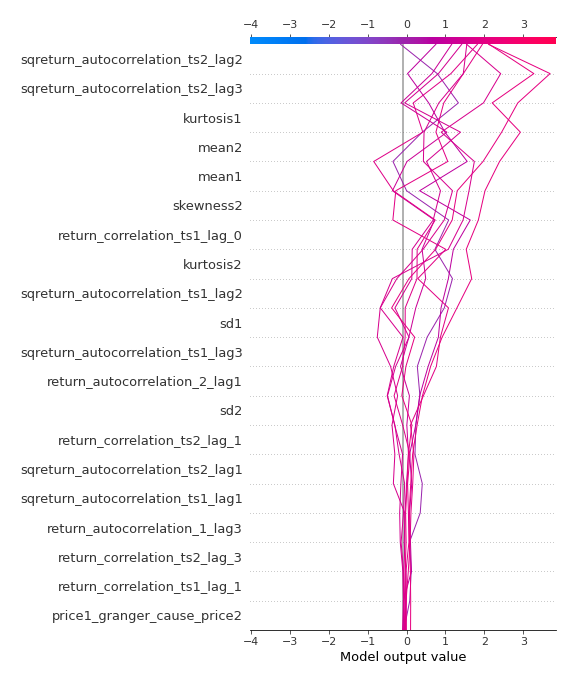 −4 −3 −2 −1 0 1 2 3
sqreturn_autocorrelation_ts2_lag2
sqreturn_autocorrelation_ts2_lag3
kurtosis1
mean2
mean1
skewness2
return_correlation_ts1_lag_0
kurtosis2
sqreturn_autocorrelation_ts1_lag2
sd1
sqreturn_autocorrelation_ts1_lag3
return_autocorrelation_2_lag1
sd2
return_correlation_ts2_lag_1
sqreturn_autocorrelation_ts2_lag1
sqreturn_autocorrelation_ts1_lag1
return_autocorrelation_1_lag3
return_correlation_ts2_lag_3
return_correlation_ts1_lag_1
price1_granger_cause_price2
−4 −3 −2 −1 0 1 2 3
Model output value